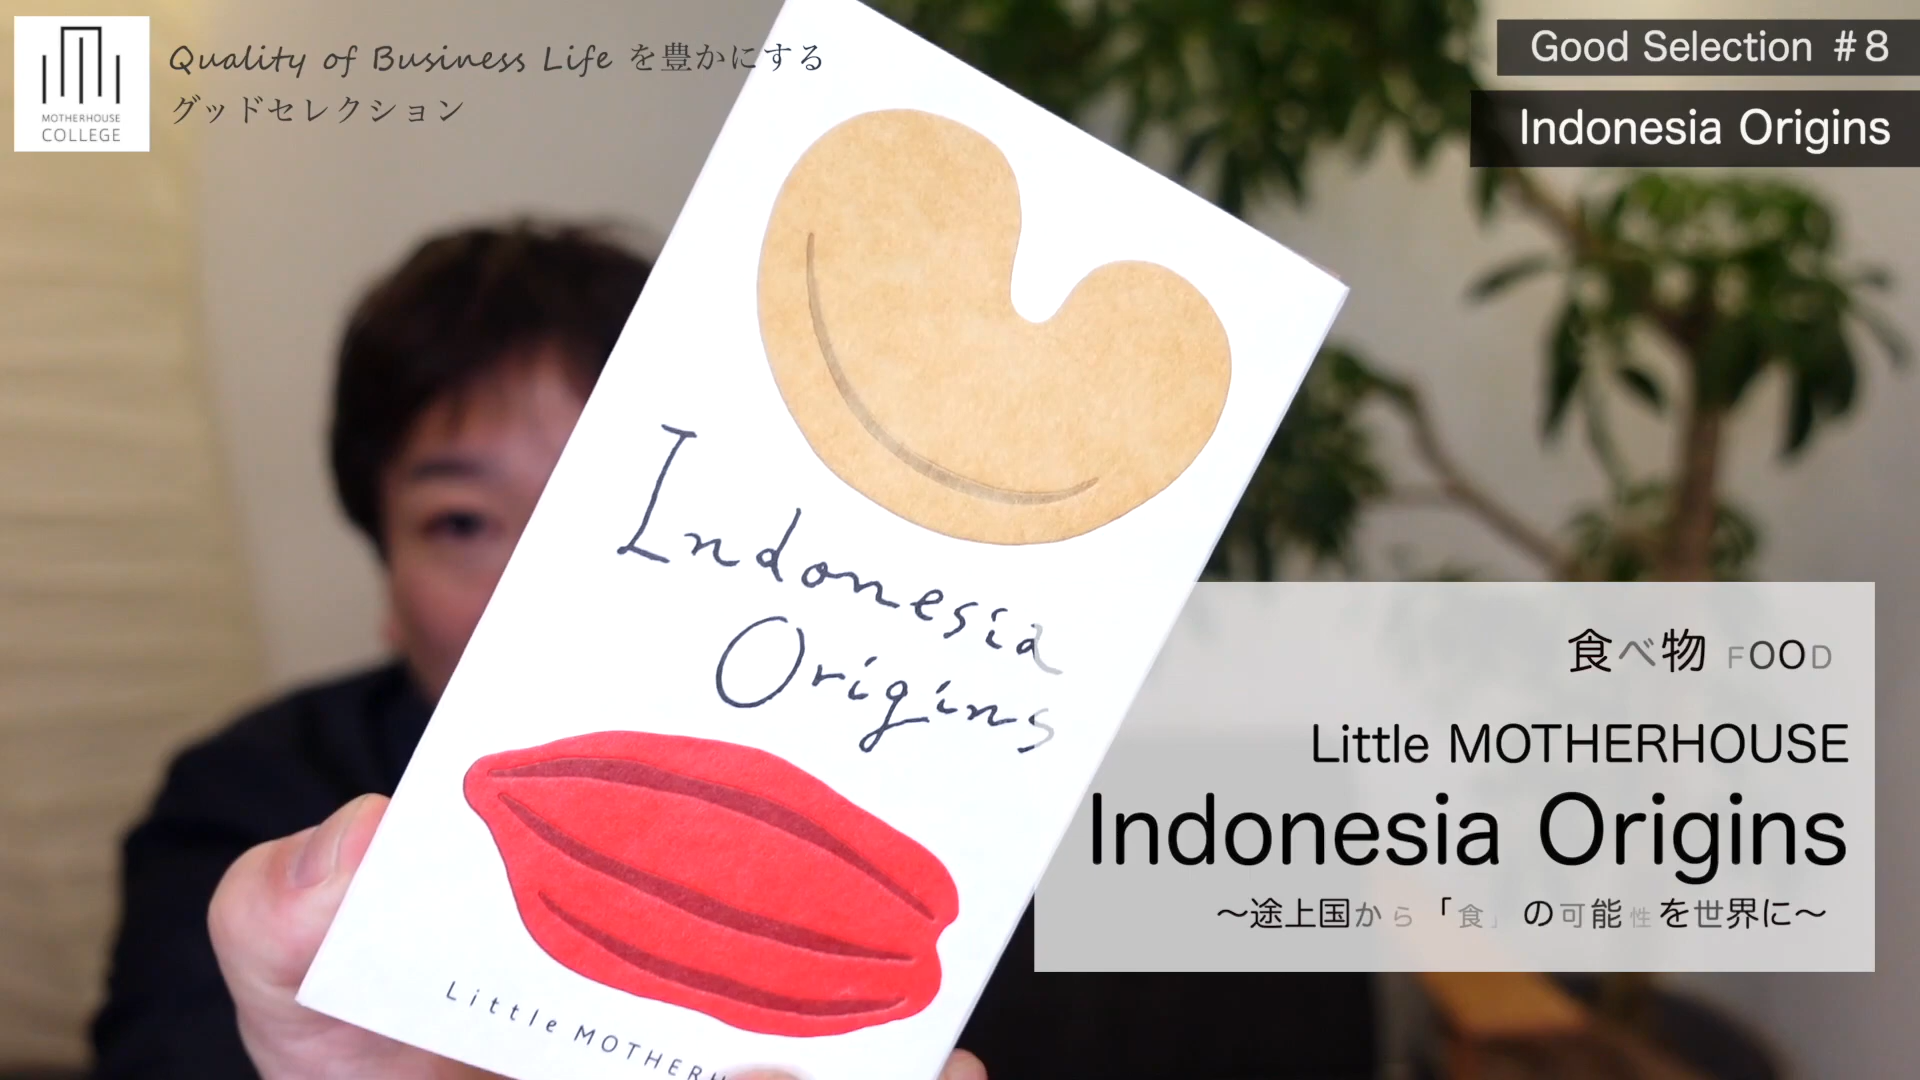 MOTHERHOUSE
COLLEGE
Quality of Business Life を豊かにする
グッドセレクション
Good Selection #8
Indonesia Origins
Indonesia
Origins
Little MOTHERH
食べ物 FOOD
Little MOTHERHOUSE
Indonesia Origins
～途上国から「食」の可能性を世界に～